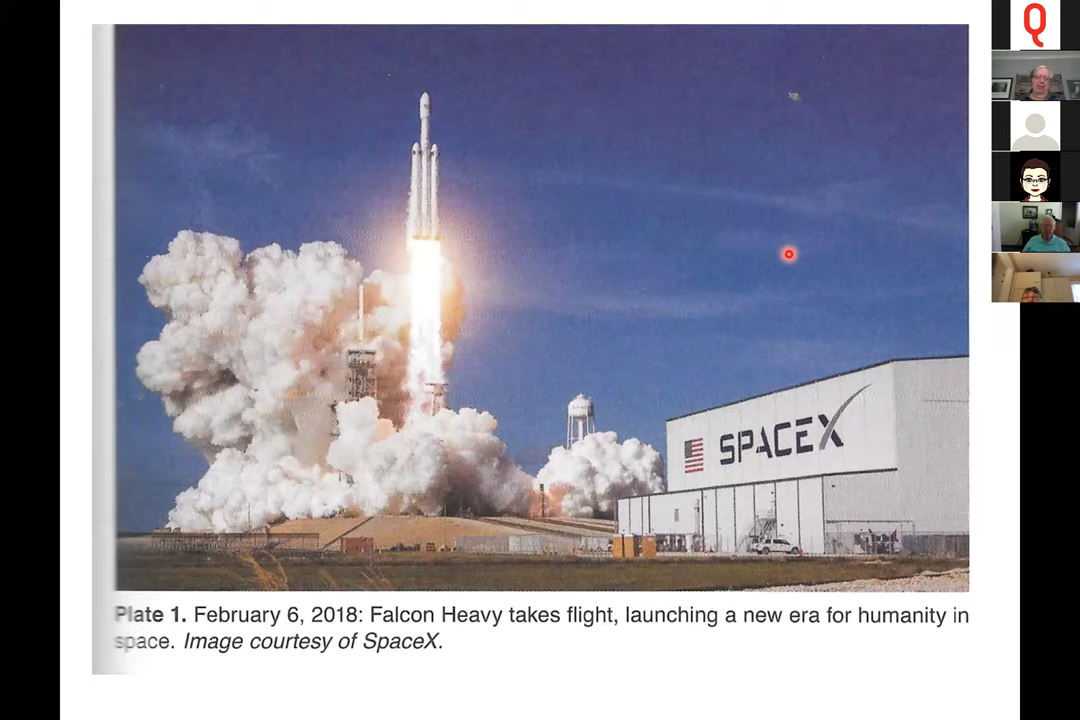 Q
SPACEX
Plate 1. February 6, 2018: Falcon Heavy takes flight, launching a new era for humanity in
space. Image courtesy of SpaceX.